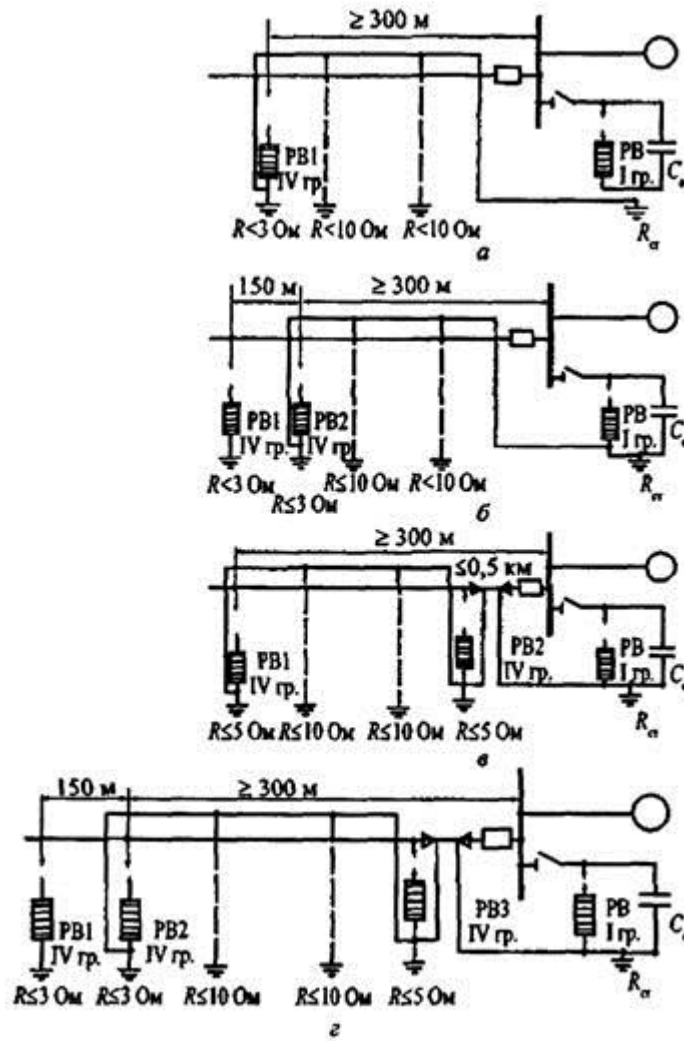 ≥ 300 м
РВ1
IV гр.
РВ
I гр.
R<3 Ом R<10 Ом R<10 Ом
а
150 м ≥ 300 м
РВ1
IV гр.
РВ2
IV гр.
РВ
I гр.
R<3 Ом R≤3 Ом R≤10 Ом R<10 Ом
б
≥ 300 м
≤0,5 км
РВ1
IV гр.
РВ2
IV гр.
РВ
I гр.
R≤5 Ом R≤10 Ом R≤10 Ом R≤5 Ом
в
150 м ≥ 300 м
РВ1
IV гр.
РВ2
IV гр.
РВ3
IV гр.
РВ
I гр.
R≤3 Ом R≤3 Ом R≤10 Ом R≤10 Ом R≤5 Ом
г